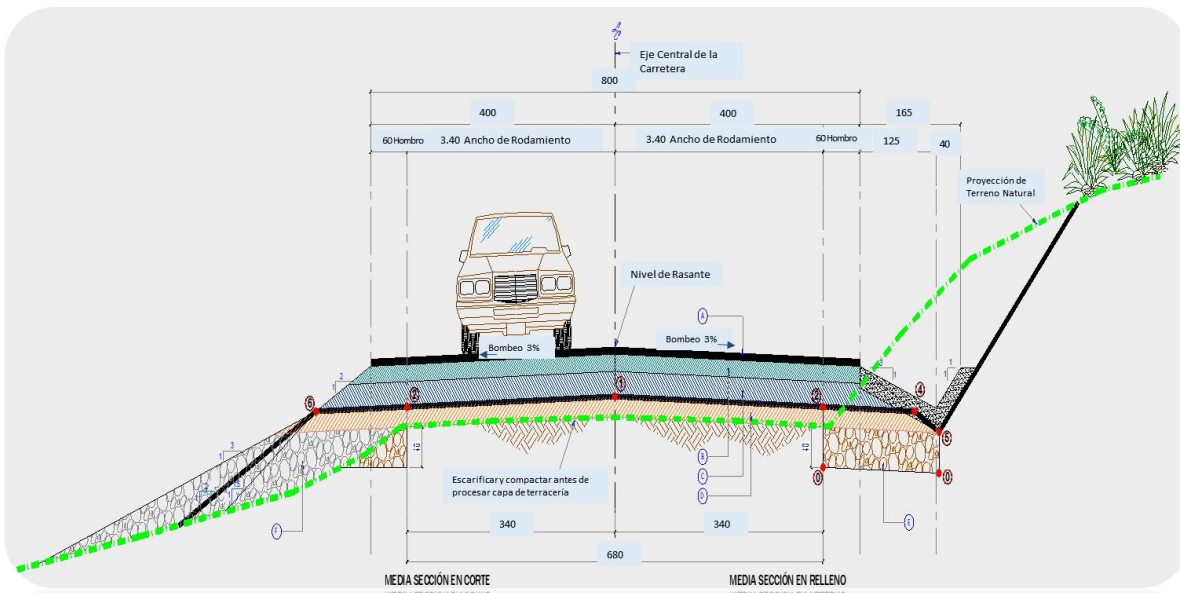 Eje Central de la
Carretera
800
400
400
165
60 Hombro
3.40 Ancho de Rodamiento
3.40 Ancho de Rodamiento
60 Hombro
125
40
Proyección de
Terreno Natural
Nivel de Rasante
A
Bombeo 3%
Bombeo 3%
2
1
3
1
1
1
6
2
1
2
4
5
3
1
40
40
0
0
B
C
D
E
F
Escarificar y compactar antes de
procesar capa de terracería
340
340
680
MEDIA SECCIÓN EN CORTE
MEDIA SECCIÓN EN RELLENO